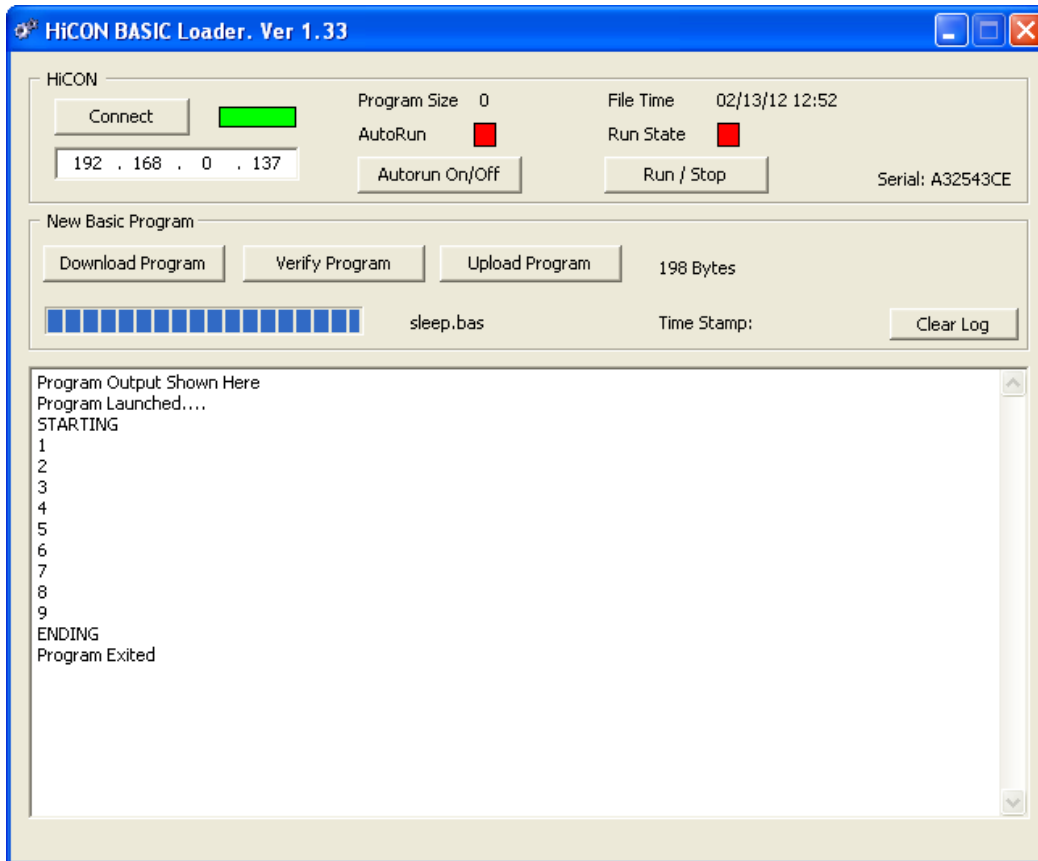 HiCON BASIC Loader. Ver 1.33
HiCON
Connect
Program Size 0
File Time 02/13/12 12:52
AutoRun
Run State
192 . 168 . 0 . 137
Autorun On/Off
Run / Stop
Serial: A32543CE
New Basic Program
Download Program
Verify Program
Upload Program
198 Bytes
sleep.bas
Time Stamp:
Clear Log
Program Output Shown Here
Program Launched....
STARTING
1
2
3
4
5
6
7
8
9
ENDING
Program Exited